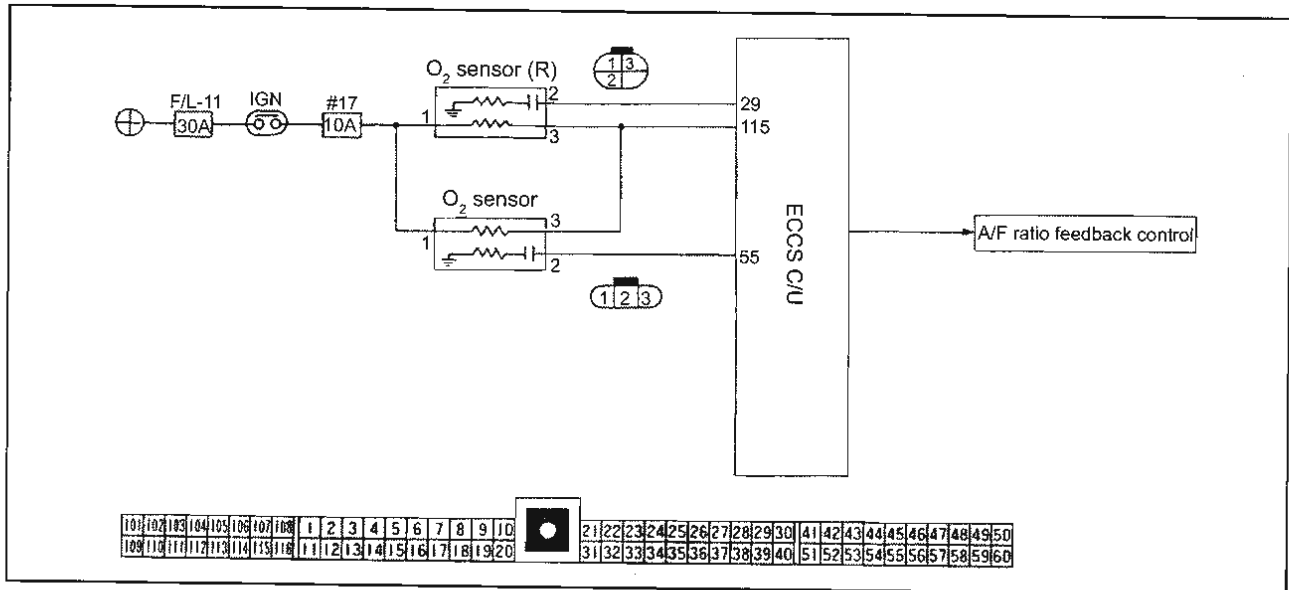 O₂ sensor (R)
1 3
2
F/L-11 IGN #17
30A 10A
1 2
3
29
115
O₂ sensor
1 3
2
55
1 2 3
ECCS C/U
A/F ratio feedback control
101 102 103 104 105 106 107 108 1 2 3 4 5 6 7 8 9 10 21 22 23 24 25 26 27 28 29 30 41 42 43 44 45 46 47 48 49 50
109 110 111 112 113 114 115 116 11 12 13 14 15 16 17 18 19 20 31 32 33 34 35 36 37 38 39 40 51 52 53 54 55 56 57 58 59 60